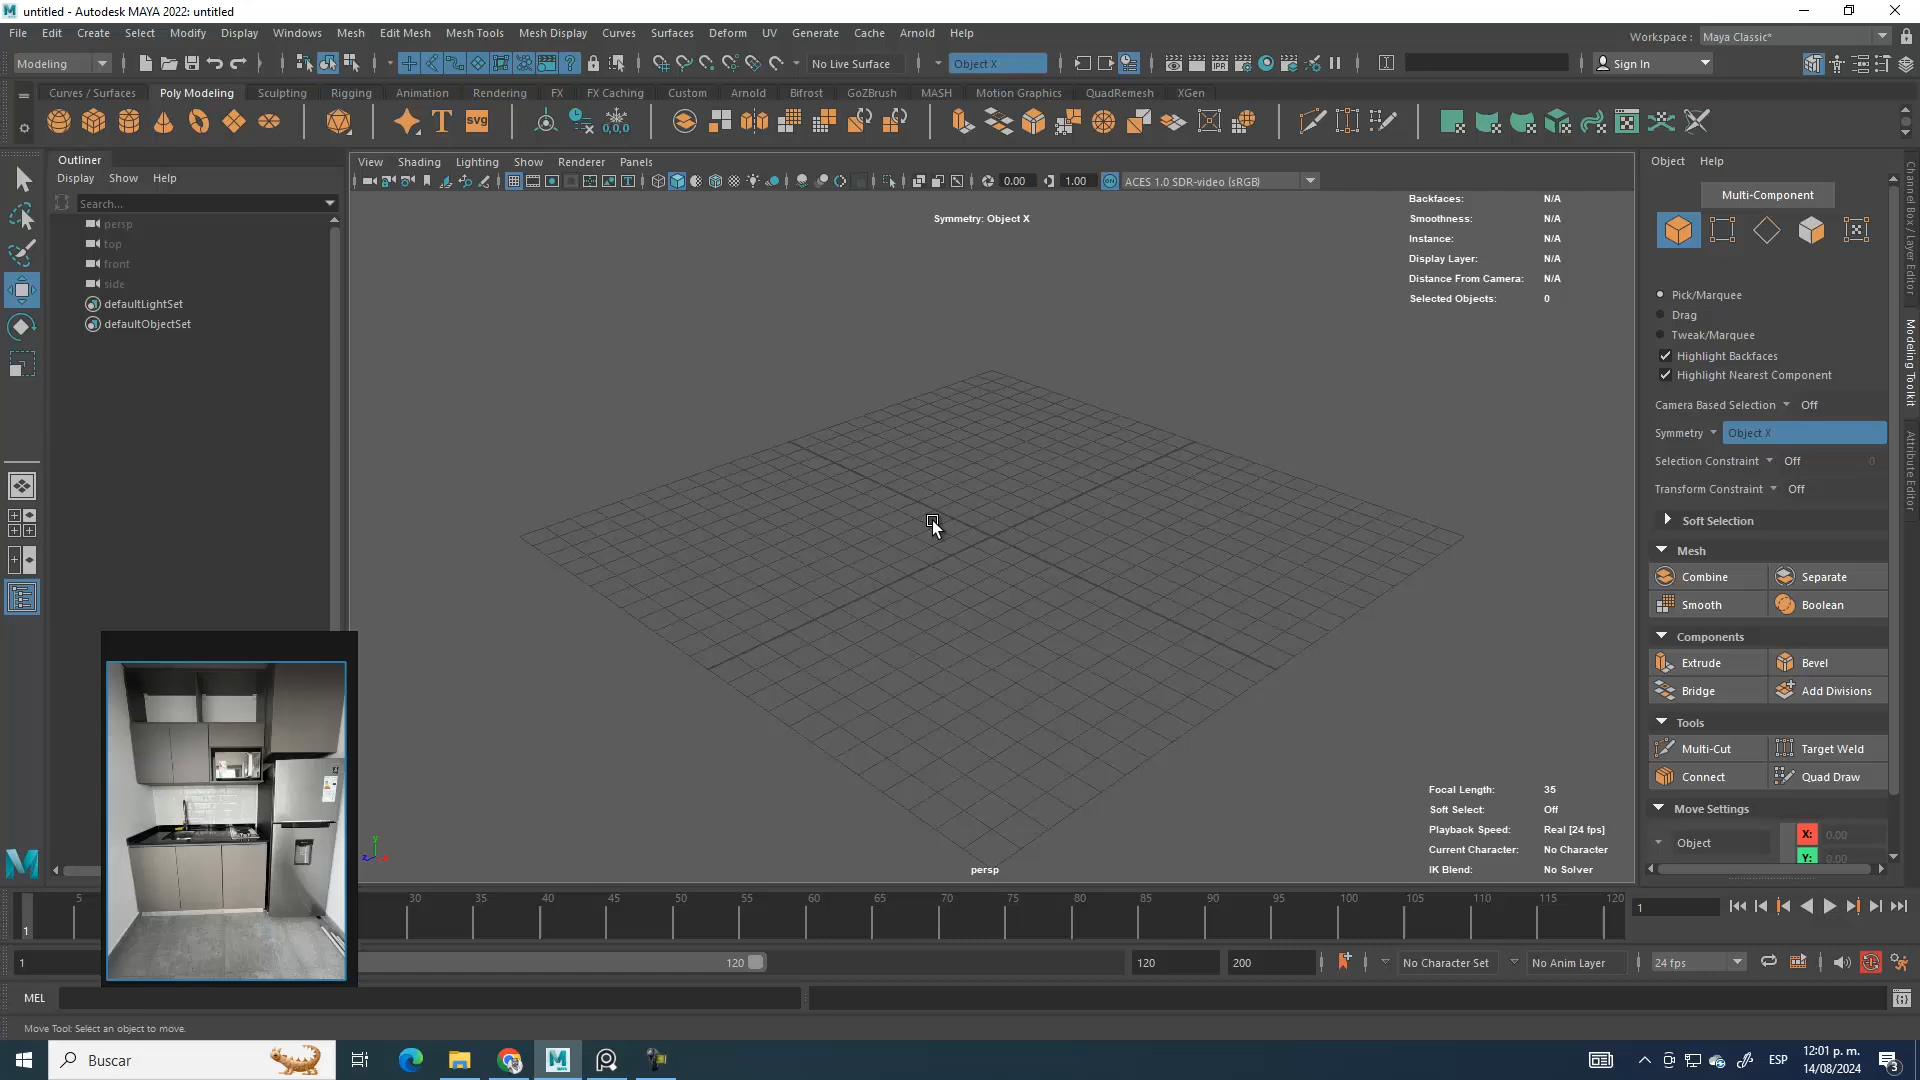 untitled - Autodesk MAYA 2022: untitled
File Edit Create Select Modify Display Windows Mesh Edit Mesh Mesh Tools Mesh Display Curves Surfaces Deform UV Generate Cache Arnold Help
Workspace : Maya Classic*
Modeling
No Live Surface
Object X
Sign In
Curves / Surfaces Poly Modeling Sculpting Rigging Animation Rendering FX FX Caching Custom Arnold Bifrost GoZBrush MASH Motion Graphics QuadRemesh XGen
T svg 0,0,0
Outliner
Display Show Help
Search...
persp
top
front
side
defaultLightSet
defaultObjectSet
View Shading Lighting Show Renderer Panels
0.00 1.00 ACES 1.0 SDR-video (sRGB)
Symmetry: Object X
Backfaces: N/A
Smoothness: N/A
Instance: N/A
Display Layer: N/A
Distance From Camera: N/A
Selected Objects: 0
Focal Length: 35
Soft Select: Off
Playback Speed: Real [24 fps]
Current Character: No Character
IK Blend: No Solver
persp
Object Help
Multi-Component
Pick/Marquee
Drag
Tweak/Marquee
Highlight Backfaces
Highlight Nearest Component
Camera Based Selection Off
Symmetry Object X
Selection Constraint Off 0
Transform Constraint Off
Soft Selection
Mesh
Combine Separate
Smooth Boolean
Components
Extrude Bevel
Bridge Add Divisions
Tools
Multi-Cut Target Weld
Connect Quad Draw
Move Settings
Object X: 0.00
Y: 0.00
Channel Box / Layer Editor
Modeling Toolkit
Attribute Editor
5 30 35 40 45 50 55 60 65 70 75 80 85 90 95 100 105 110 115 120
1
1
1 120 120 200 No Character Set No Anim Layer 24 fps
MEL
Move Tool: Select an object to move.
Buscar
ESP
12:01 p. m.
14/08/2024
3